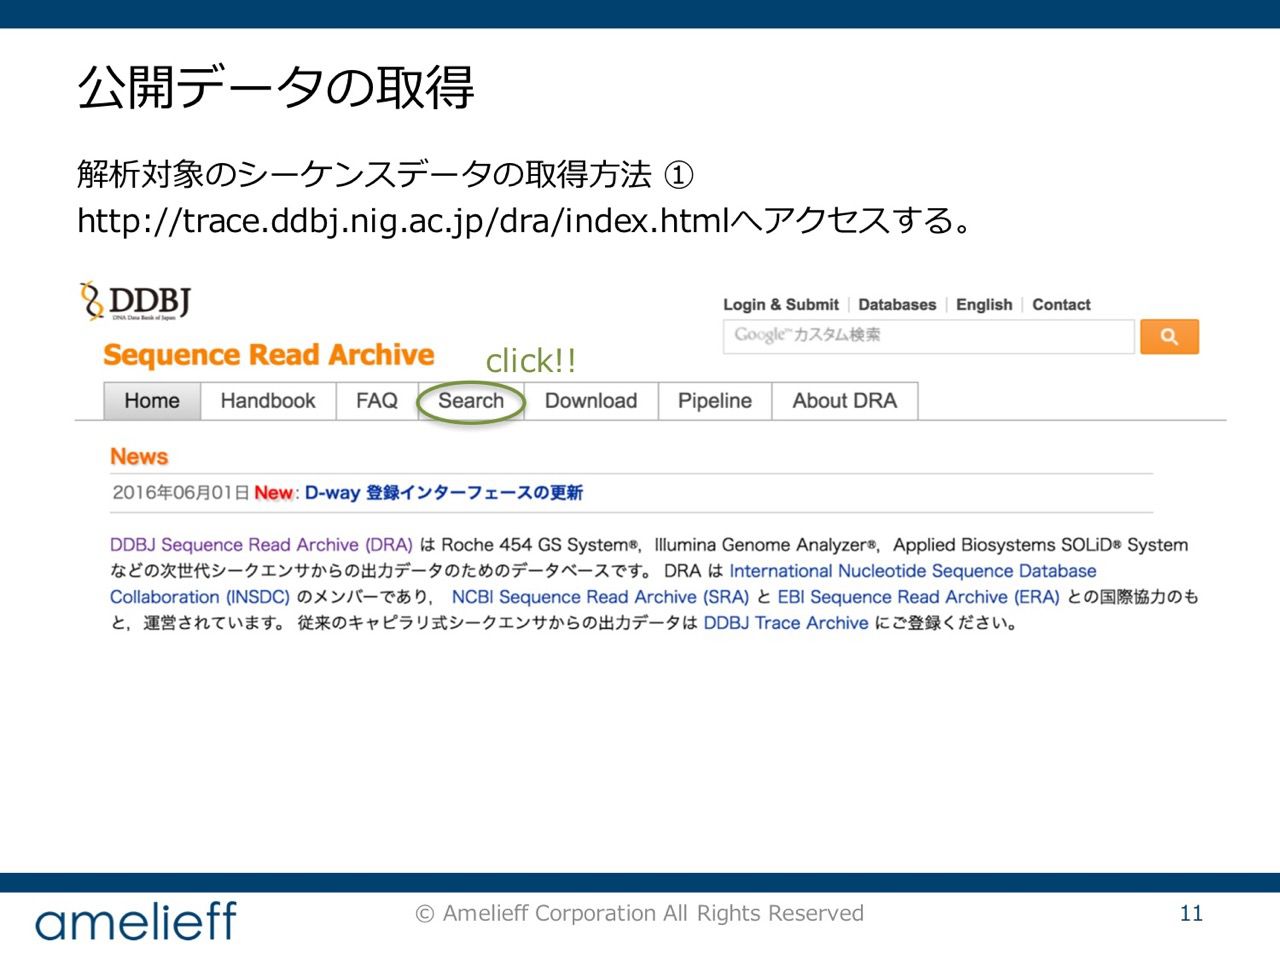 公開データの取得
解析対象のシーケンスデータの取得方法 ①
http://trace.ddbj.nig.ac.jp/dra/index.htmlへアクセスする。
DDBJ
DNA Data Bank of Japan
Login & Submit | Databases | English | Contact
Google™カスタム検索
Sequence Read Archive
click!!
Home Handbook FAQ Search Download Pipeline About DRA
News
2016年06月01日 New: D-way 登録インターフェースの更新
DDBJ Sequence Read Archive (DRA) は Roche 454 GS System®, Illumina Genome Analyzer®, Applied Biosystems SOLiD® System
などの次世代シークエンサからの出力データのためのデータベースです。 DRA は International Nucleotide Sequence Database
Collaboration (INSDC) のメンバーであり， NCBI Sequence Read Archive (SRA) と EBI Sequence Read Archive (ERA) との国際協力のも
と，運営されています。 従来のキャピラリ式シークエンサからの出力データは DDBJ Trace Archive にご登録ください。
amelieff
© Amelieff Corporation All Rights Reserved
11